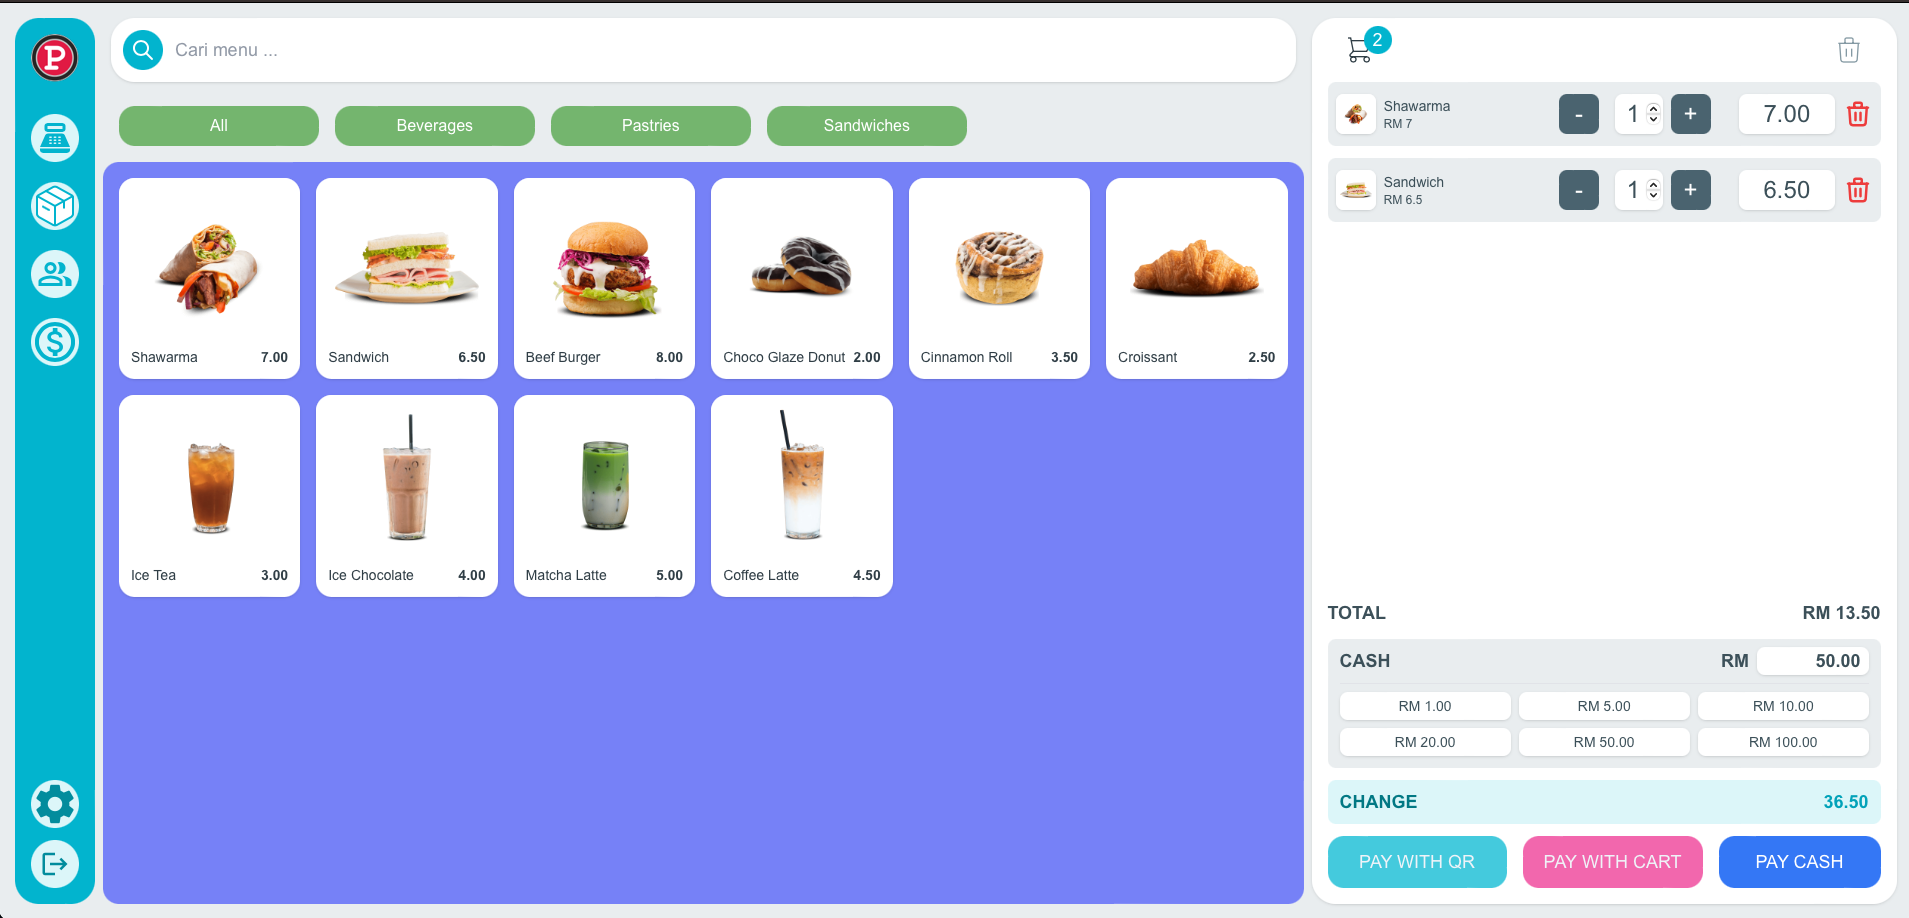 P
Cari menu ...
All
Beverages
Pastries
Sandwiches
Shawarma 7.00
Sandwich 6.50
Beef Burger 8.00
Choco Glaze Donut 2.00
Cinnamon Roll 3.50
Croissant 2.50
Ice Tea 3.00
Ice Chocolate 4.00
Matcha Latte 5.00
Coffee Latte 4.50
2
Shawarma
RM 7
- 1 + 7.00
Sandwich
RM 6.5
- 1 + 6.50
TOTAL RM 13.50
CASH RM 50.00
RM 1.00 RM 5.00 RM 10.00
RM 20.00 RM 50.00 RM 100.00
CHANGE 36.50
PAY WITH QR PAY WITH CART PAY CASH